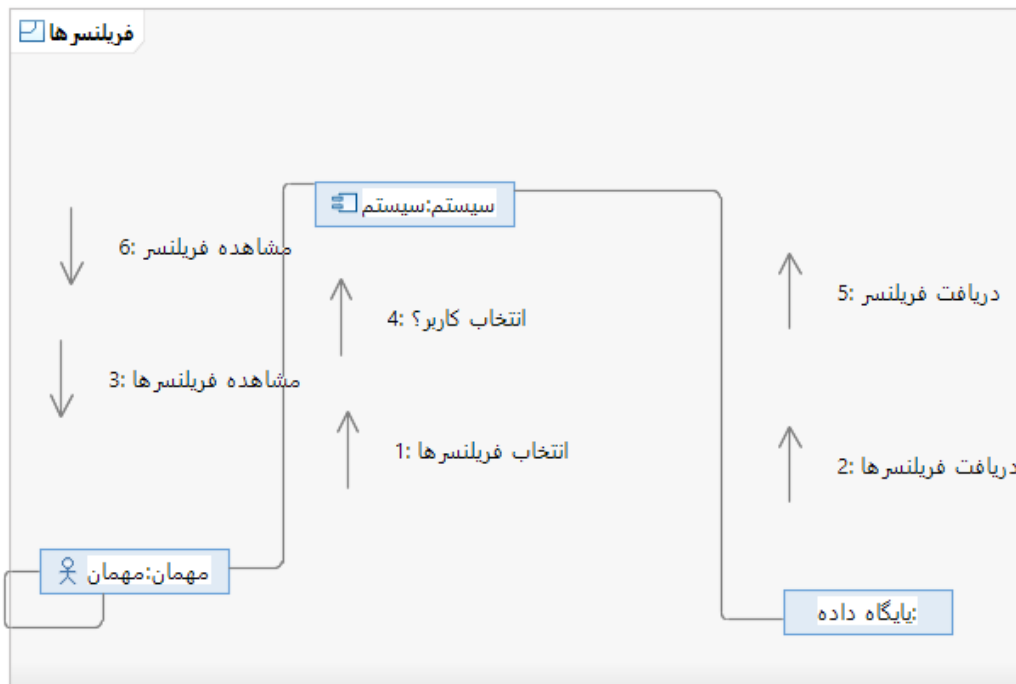 فریلنسرها
سیستم:سیستم
6: مشاهده فریلنسر
5: دریافت فریلنسر
4: انتخاب کاربر؟
3: مشاهده فریلنسرها
1: انتخاب فریلنسرها
2: دریافت فریلنسرها
مهمان:مهمان
:پایگاه داده